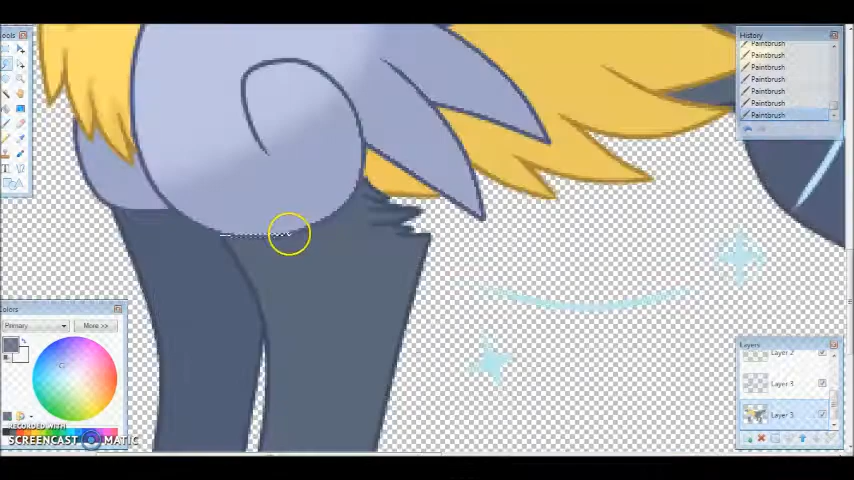 ools
History
Paintbrush
Paintbrush
Paintbrush
Paintbrush
Paintbrush
Paintbrush
Paintbrush
Colors
Primary
More >>
RECORDED WITH
SCREENCAST MATIC
Layers
Layer 2
Layer 3
Layer 3